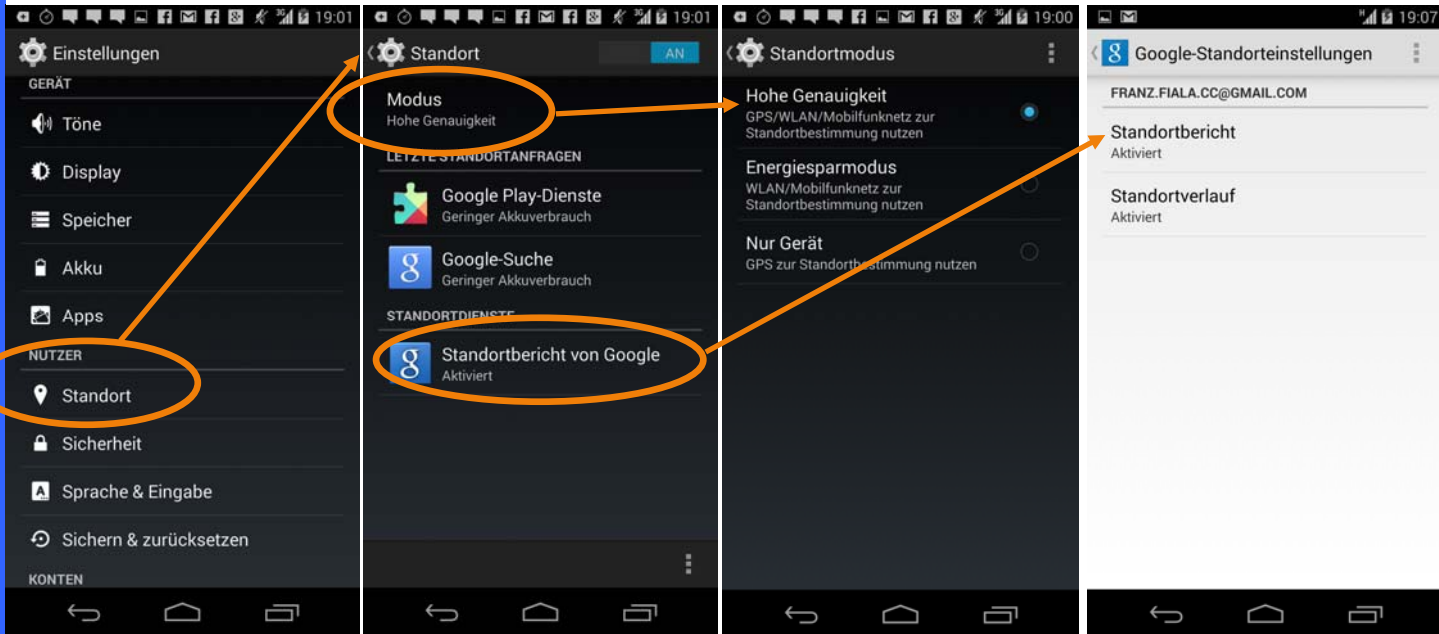 19:01
Einstellungen
GERÄT
Töne
Display
Speicher
Akku
Apps
NUTZER
Standort
Sicherheit
Sprache & Eingabe
Sichern & zurücksetzen
KONTEN
19:01
Standort
AN
Modus
Hohe Genauigkeit
LETZTE STANDORTANFRAGEN
Google Play-Dienste
Geringer Akkuverbrauch
Google-Suche
Geringer Akkuverbrauch
STANDORTDIENSTE
Standortbericht von Google
Aktiviert
19:00
Standortmodus
Hohe Genauigkeit
GPS/WLAN/Mobilfunknetz zur
Standortbestimmung nutzen
Energiesparmodus
WLAN/Mobilfunknetz zur
Standortbestimmung nutzen
Nur Gerät
GPS zur Standortbestimmung nutzen
19:07
Google-Standorteinstellungen
FRANZ.FIALA.CC@GMAIL.COM
Standortbericht
Aktiviert
Standortverlauf
Aktiviert